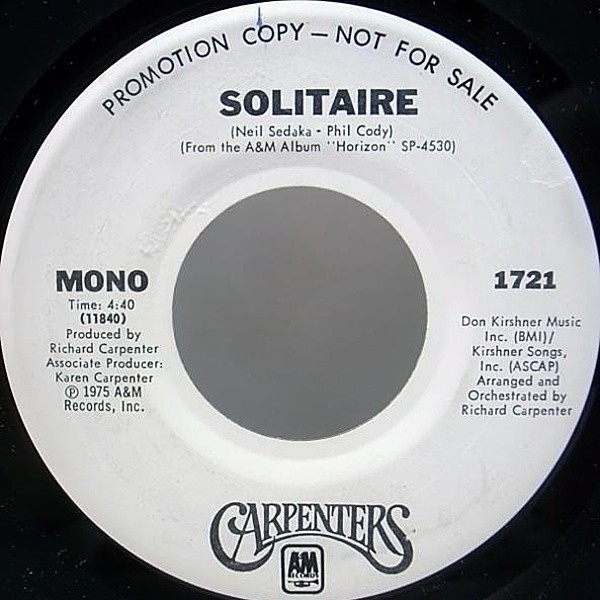 PROMOTION COPY — NOT FOR SALE
SOLITAIRE
(Neil Sedaka - Phil Cody)
(From the A&M Album "Horizon" SP-4530)
MONO
Time: 4:40
(11840)
Produced by
Richard Carpenter
Associate Producer:
Karen Carpenter
℗ 1975 A&M
Records, Inc.
1721
Don Kirshner Music
Inc. (BMI)/
Kirshner Songs,
Inc. (ASCAP)
Arranged and
Orchestrated by
Richard Carpenter
CARPENTERS
A&M
RECORDS